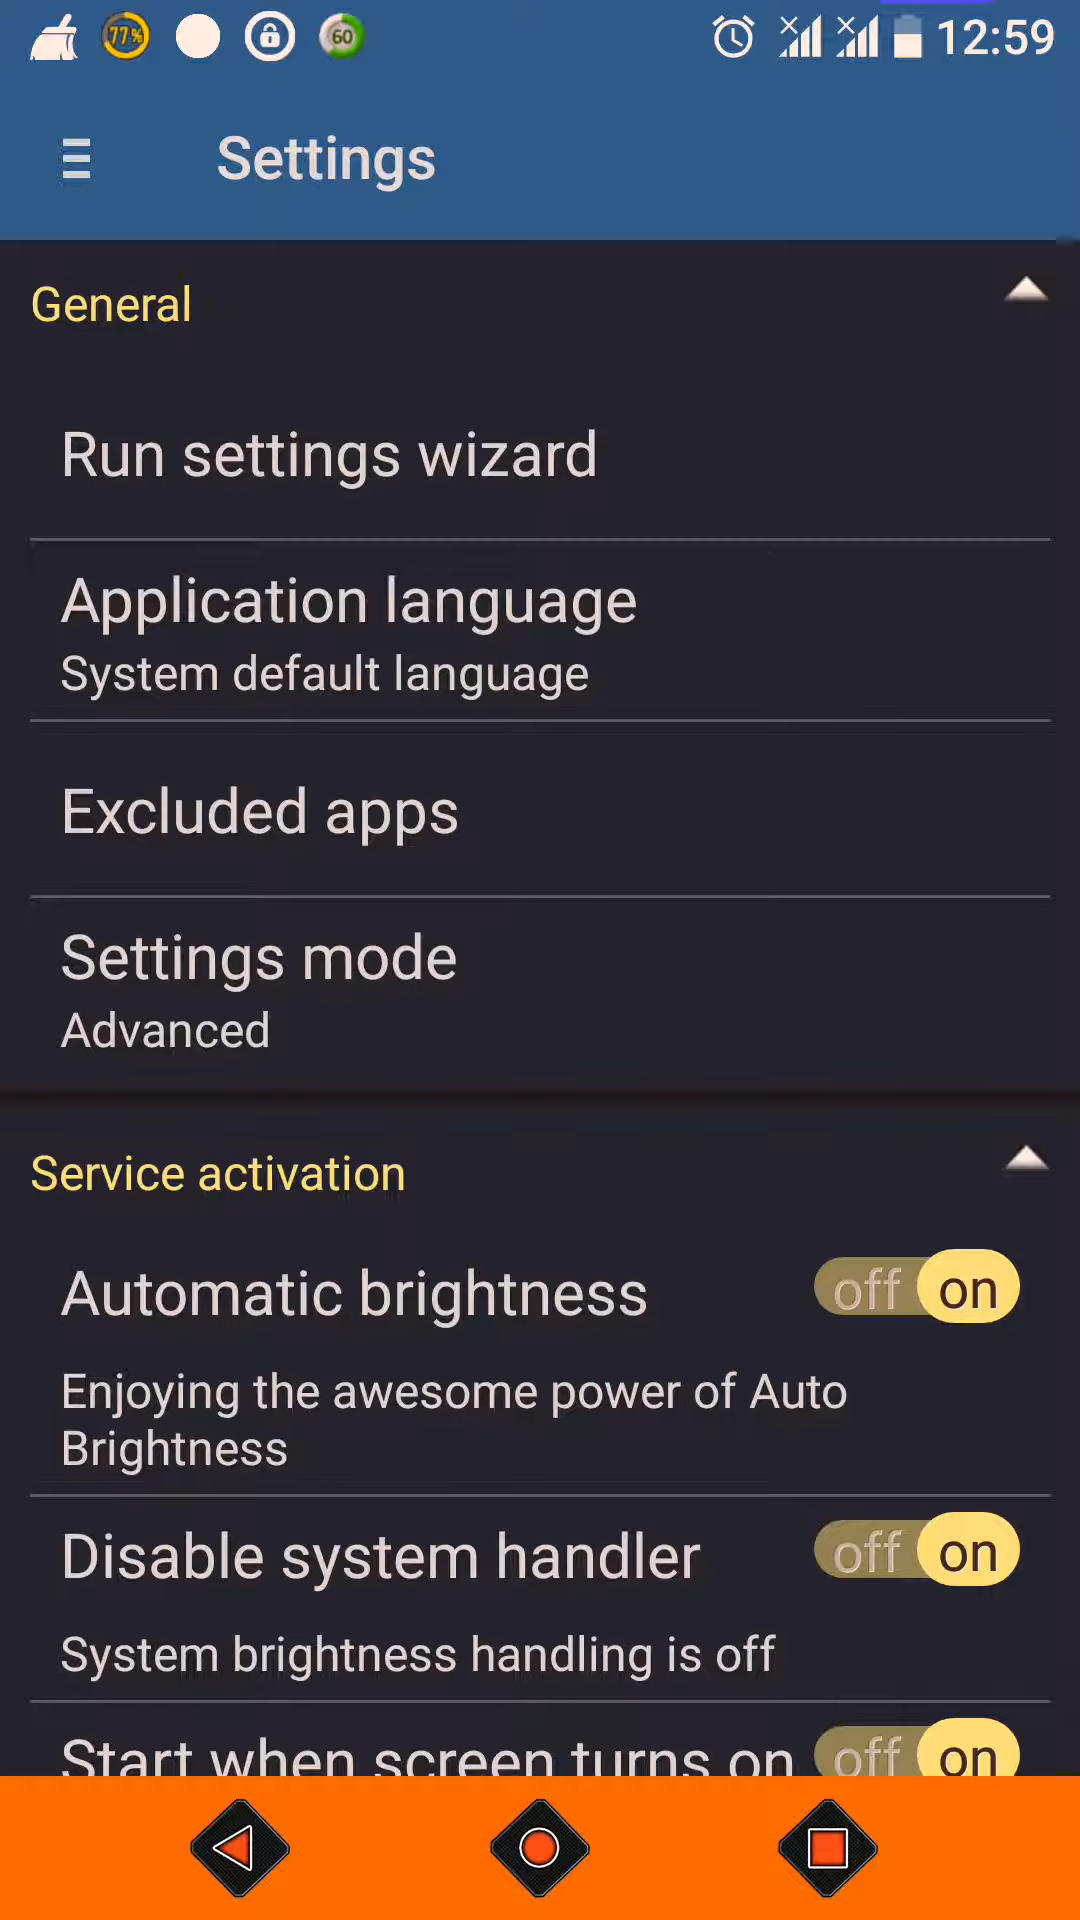 77%
60
12:59
Settings
General
Run settings wizard
Application language
System default language
Excluded apps
Settings mode
Advanced
Service activation
Automatic brightness
off on
Enjoying the awesome power of Auto
Brightness
Disable system handler
off on
System brightness handling is off
Start when screen turns on
off on